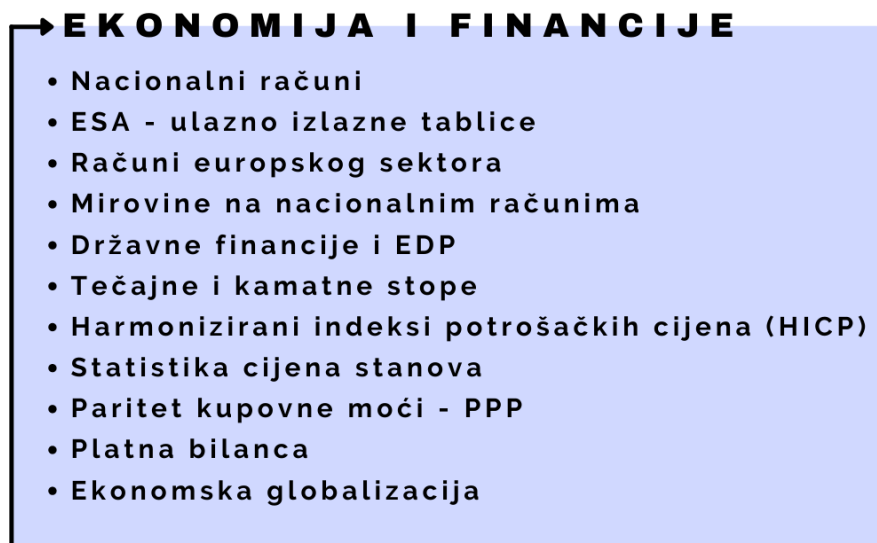 EKONOMIJA I FINANCIJE
• Nacionalni računi
• ESA - ulazno izlazne tablice
• Računi europskog sektora
• Mirovine na nacionalnim računima
• Državne financije i EDP
• Tečajne i kamatne stope
• Harmonizirani indeksi potrošačkih cijena (HICP)
• Statistika cijena stanova
• Paritet kupovne moći - PPP
• Platna bilanca
• Ekonomska globalizacija